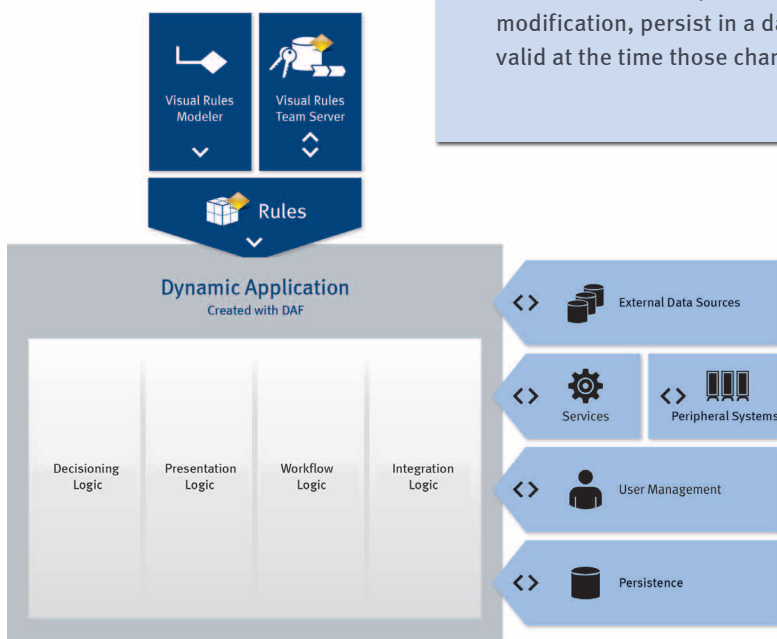 modification, persist in a da
valid at the time those char
Visual Rules
Modeler
Visual Rules
Team Server
Rules
Dynamic Application
Created with DAF
External Data Sources
Services
Peripheral Systems
Decisioning
Logic
Presentation
Logic
Workflow
Logic
Integration
Logic
User Management
Persistence